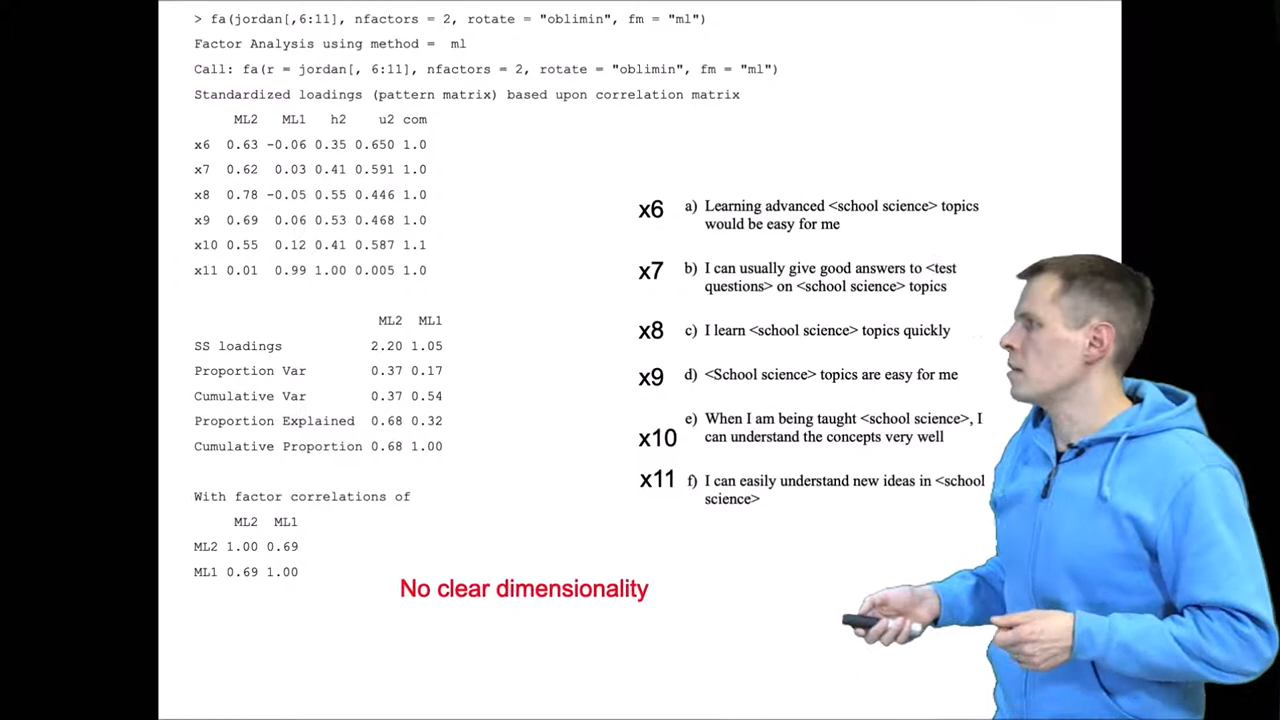 > fa(jordan[,6:11], nfactors = 2, rotate = "oblimin", fm = "ml")
Factor Analysis using method =  ml
Call: fa(r = jordan[, 6:11], nfactors = 2, rotate = "oblimin", fm = "ml")
Standardized loadings (pattern matrix) based upon correlation matrix
ML2 ML1 h2 u2 com
x6 0.63 -0.06 0.35 0.650 1.0
x7 0.62 0.03 0.41 0.591 1.0
x8 0.78 -0.05 0.55 0.446 1.0
x9 0.69 0.06 0.53 0.468 1.0
x10 0.55 0.12 0.41 0.587 1.1
x11 0.01 0.99 1.00 0.005 1.0
ML2 ML1
SS loadings 2.20 1.05
Proportion Var 0.37 0.17
Cumulative Var 0.37 0.54
Proportion Explained 0.68 0.32
Cumulative Proportion 0.68 1.00
With factor correlations of
ML2 ML1
ML2 1.00 0.69
ML1 0.69 1.00
x6 a) Learning advanced <school science> topics
would be easy for me
x7 b) I can usually give good answers to <test
questions> on <school science> topics
x8 c) I learn <school science> topics quickly
x9 d) <School science> topics are easy for me
x10 e) When I am being taught <school science>, I
can understand the concepts very well
x11 f) I can easily understand new ideas in <school
science>
No clear dimensionality